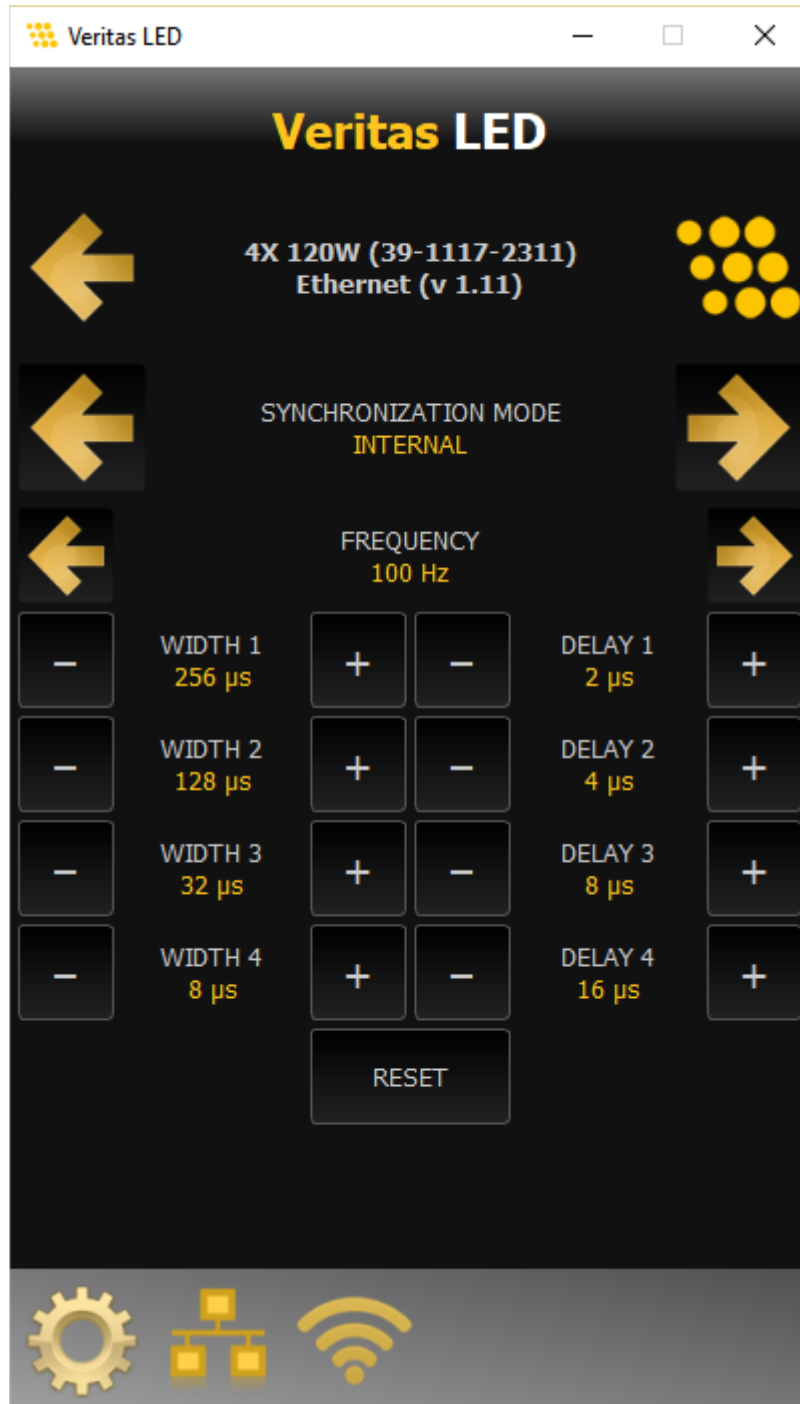 Veritas LED
Veritas LED
4X 120W (39-1117-2311)
Ethernet (v 1.11)
SYNCHRONIZATION MODE
INTERNAL
FREQUENCY
100 Hz
− WIDTH 1 + − DELAY 1 +
256 µs 2 µs
− WIDTH 2 + − DELAY 2 +
128 µs 4 µs
− WIDTH 3 + − DELAY 3 +
32 µs 8 µs
− WIDTH 4 + − DELAY 4 +
8 µs 16 µs
RESET